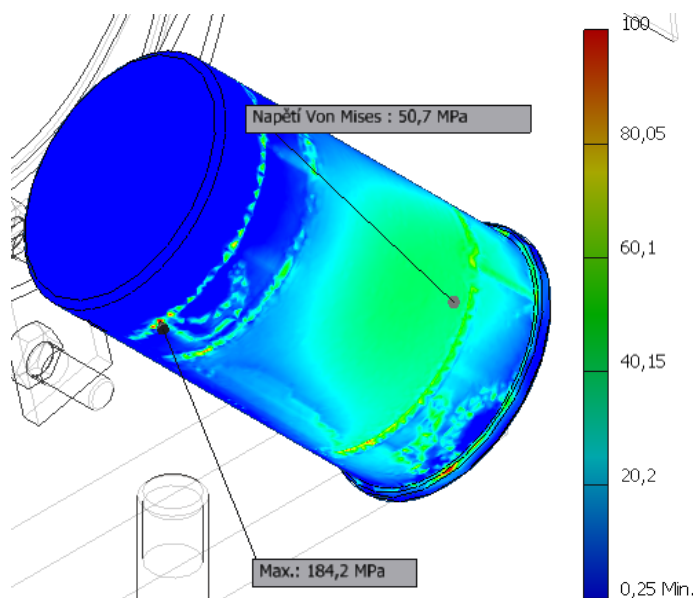 100
Napětí Von Mises : 50,7 MPa
80,05
60,1
40,15
20,2
Max.: 184,2 MPa
0,25 Min.